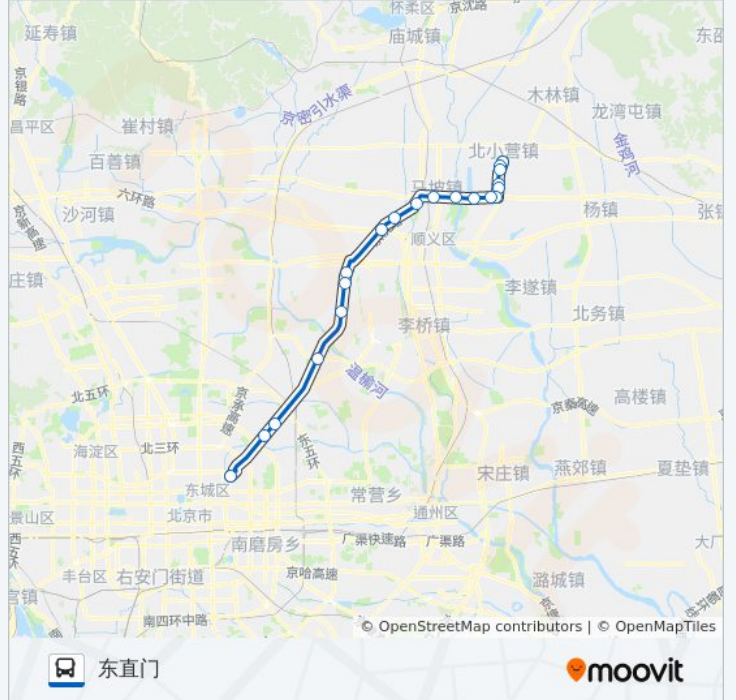 怀柔区
京沈路
延寿镇
庙城镇
京银路
京密引水渠
木林镇
龙湾屯镇
昌平区
崔村镇
金鸡河
百善镇
北小营镇
马坡镇
六环路
杨镇
沙河镇
京新高速
顺义区
庄镇
李遂镇
北务镇
李桥镇
温榆河
北五环
京承高速
高楼镇
京秦高速
西五环
海淀区
北三环
东五环
宋庄镇
燕郊镇
夏垫镇
东城区
常营乡
北京市
通州区
景山区
西五环
南磨房乡
广渠快速路
广渠路
大厂
丰台区
右安门街道
京哈高速
潞城镇
宫镇
南四环中路
© OpenStreetMap contributors | © OpenMapTiles
东直门
moovit